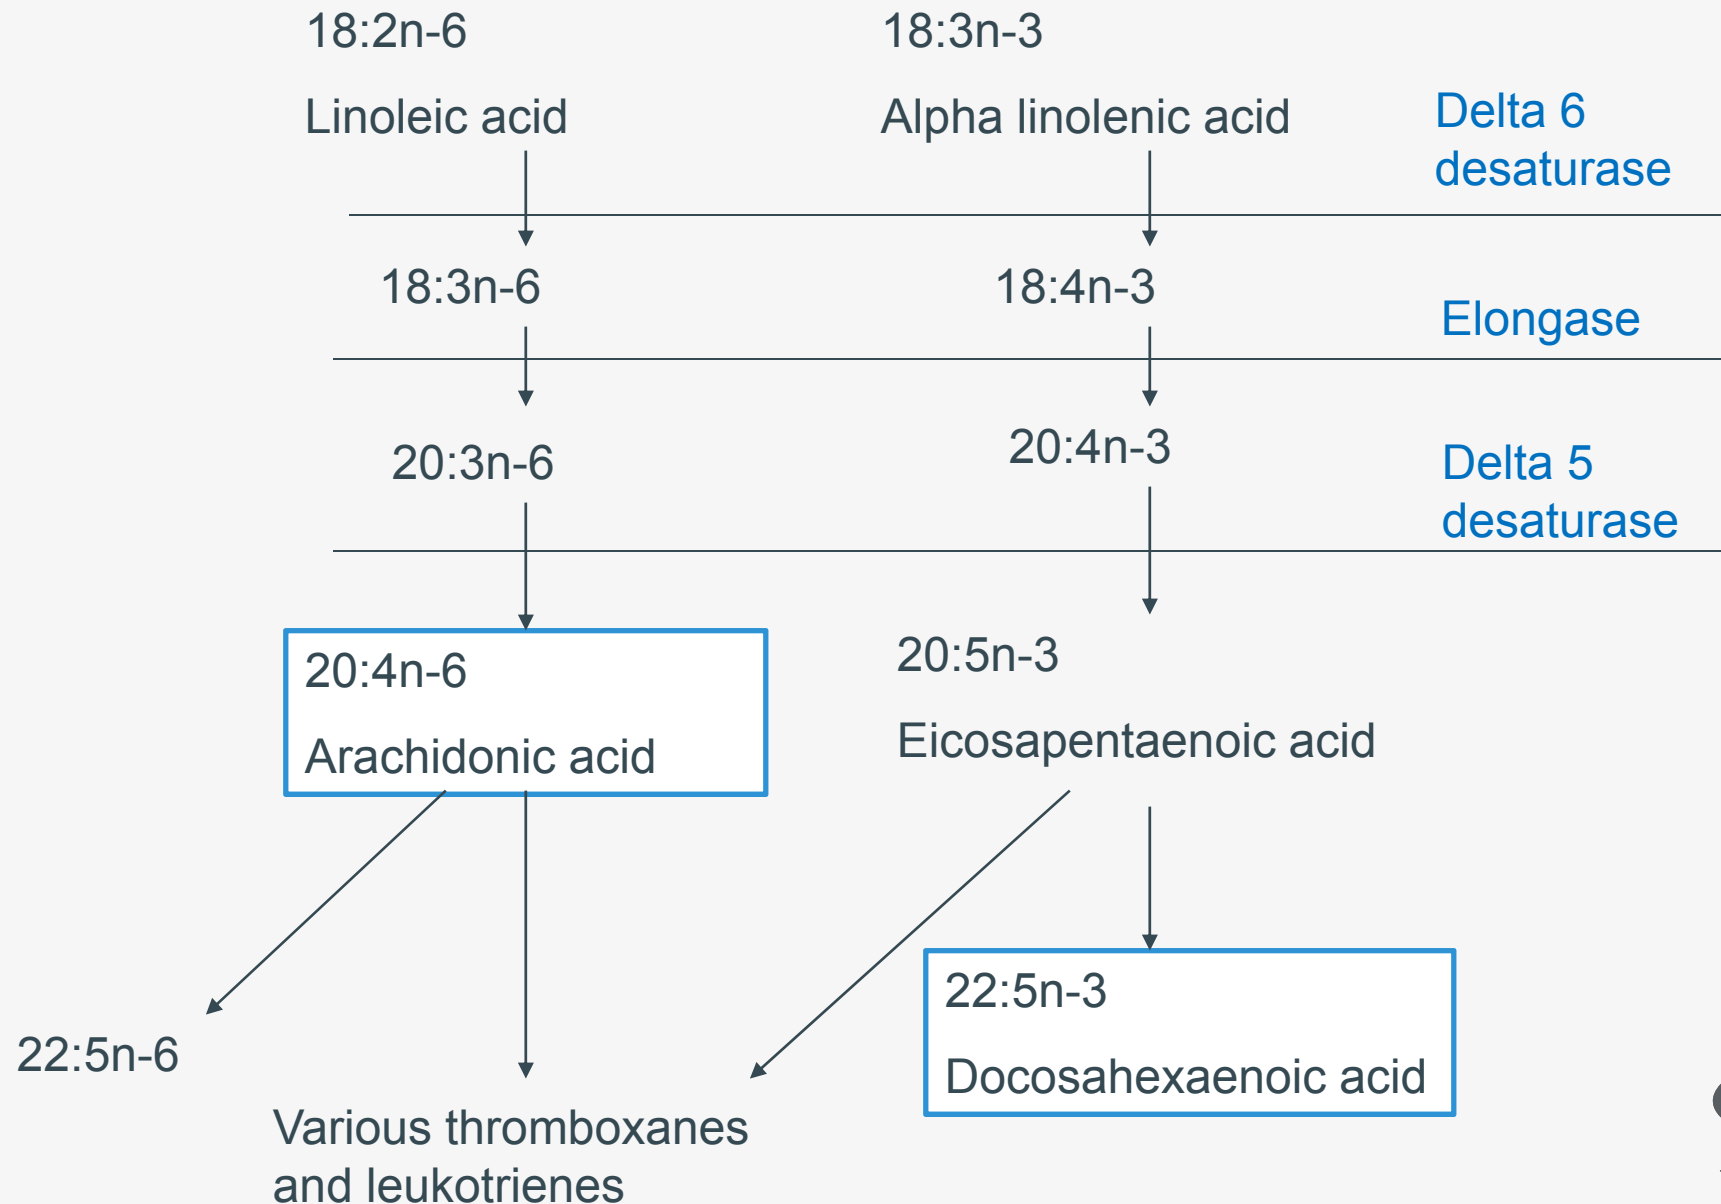 18:2n-6
18:3n-3
Linoleic acid
Alpha linolenic acid
Delta 6
desaturase
18:3n-6
18:4n-3
Elongase
20:3n-6
20:4n-3
Delta 5
desaturase
20:4n-6
20:5n-3
Arachidonic acid
Eicosapentaenoic acid
22:5n-6
22:5n-3
Docosahexaenoic acid
Various thromboxanes
and leukotrienes